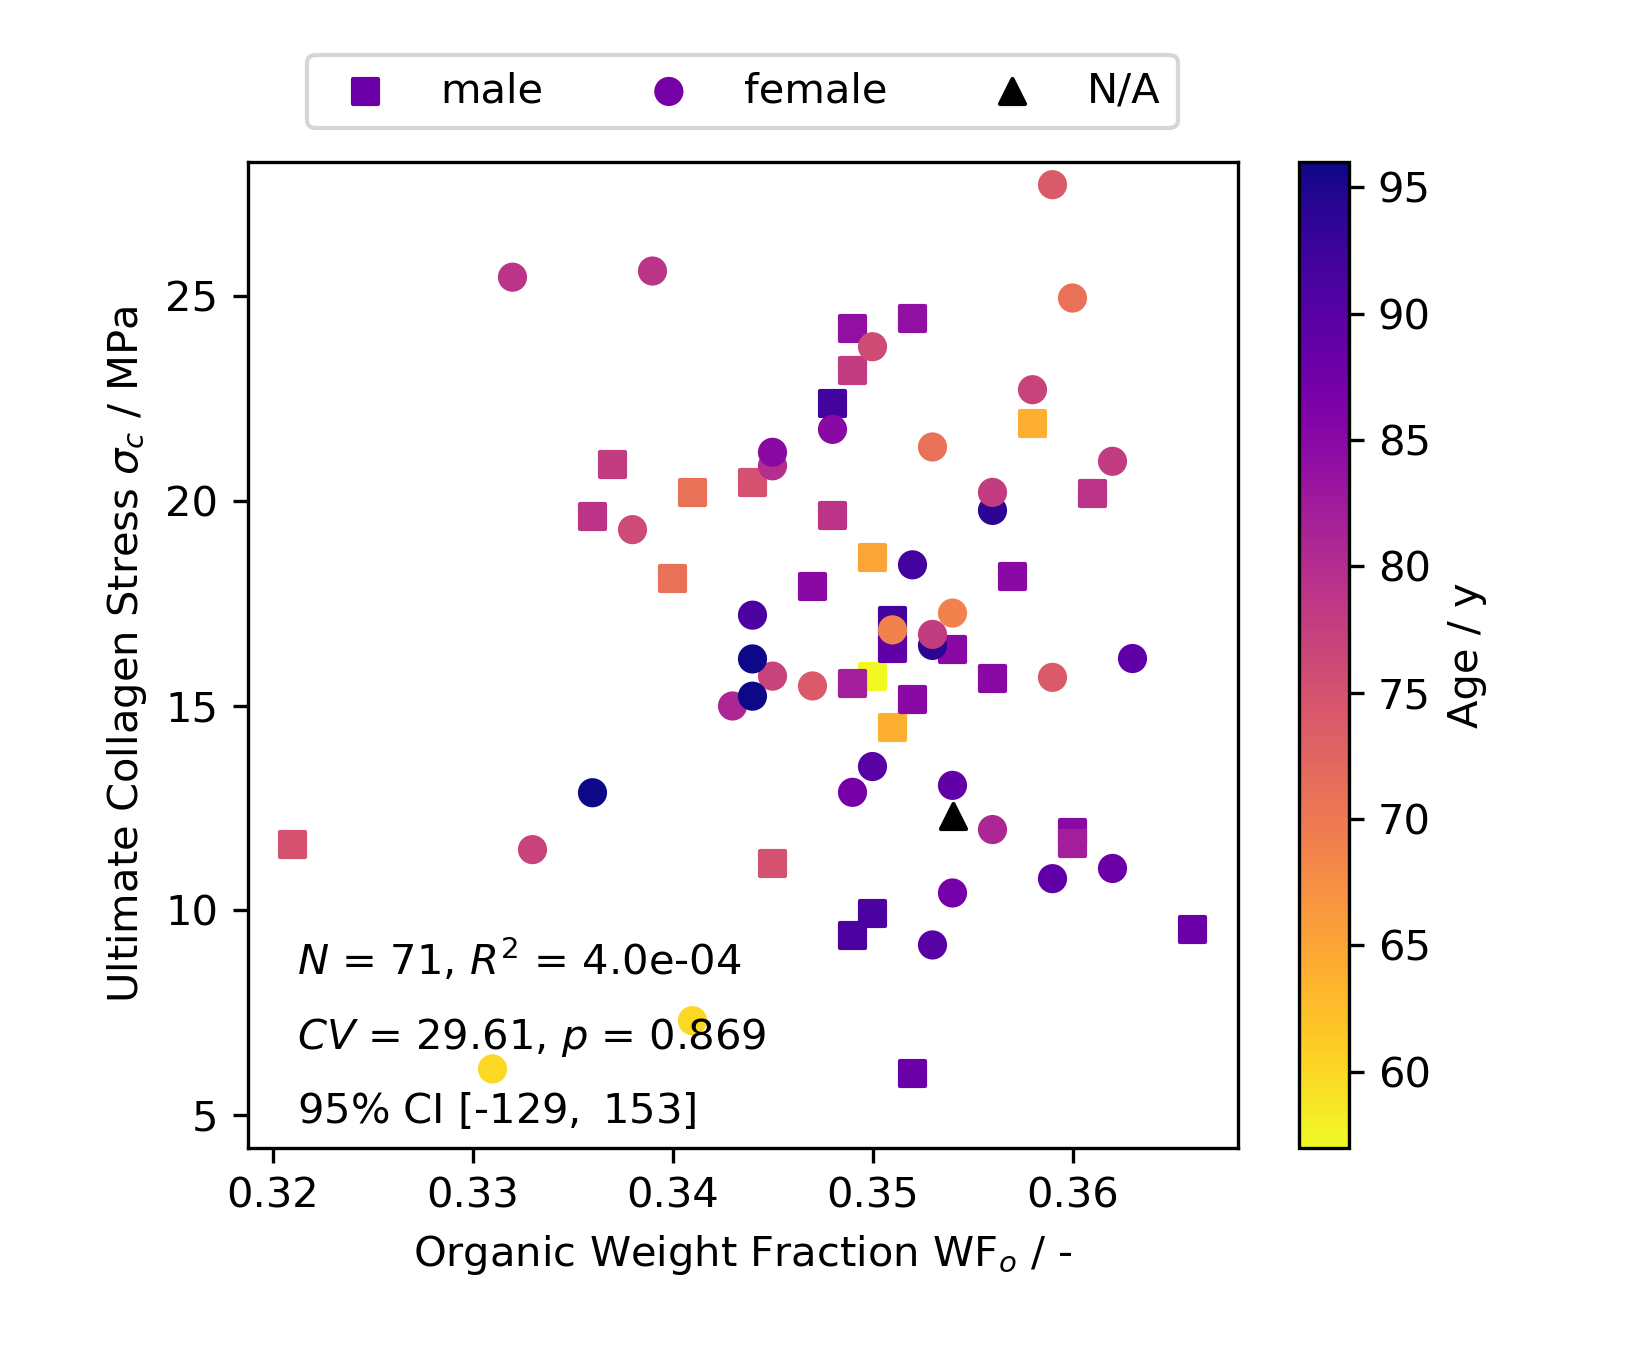 male female N/A
25
20
15
10
5
Ultimate Collagen Stress σc / MPa
N = 71, R² = 4.0e-04
CV = 29.61, p = 0.869
95% CI [-129, 153]
0.32 0.33 0.34 0.35 0.36
Organic Weight Fraction WFo / -
95
90
85
80
75
70
65
60
Age / y